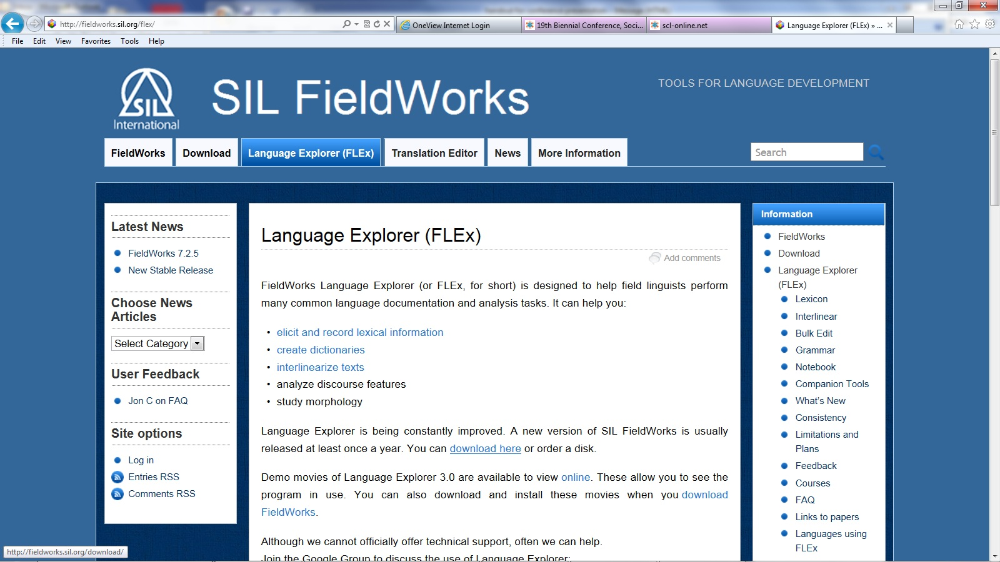 http://fieldworks.sil.org/flex/
OneView Internet Login
19th Biennial Conference, Soci...
scl-online.net
Language Explorer (FLEx) » ...
File Edit View Favorites Tools Help
SIL
International
SIL FieldWorks
TOOLS FOR LANGUAGE DEVELOPMENT
FieldWorks
Download
Language Explorer (FLEx)
Translation Editor
News
More Information
Search
Latest News
FieldWorks 7.2.5
New Stable Release
Choose News
Articles
Select Category
User Feedback
Jon C on FAQ
Site options
Log in
Entries RSS
Comments RSS
Language Explorer (FLEx)
Add comments
FieldWorks Language Explorer (or FLEx, for short) is designed to help field linguists perform
many common language documentation and analysis tasks. It can help you:
• elicit and record lexical information
• create dictionaries
• interlinearize texts
• analyze discourse features
• study morphology
Language Explorer is being constantly improved. A new version of SIL FieldWorks is usually
released at least once a year. You can download here or order a disk.
Demo movies of Language Explorer 3.0 are available to view online. These allow you to see the
program in use. You can also download and install these movies when you download
FieldWorks.
Although we cannot officially offer technical support, often we can help.
Join the Google Group to discuss the use of Language Explorer:
Information
FieldWorks
Download
Language Explorer
(FLEx)
Lexicon
Interlinear
Bulk Edit
Grammar
Notebook
Companion Tools
What's New
Consistency
Limitations and
Plans
Feedback
Courses
FAQ
Links to papers
Languages using
FLEx
http://fieldworks.sil.org/download/